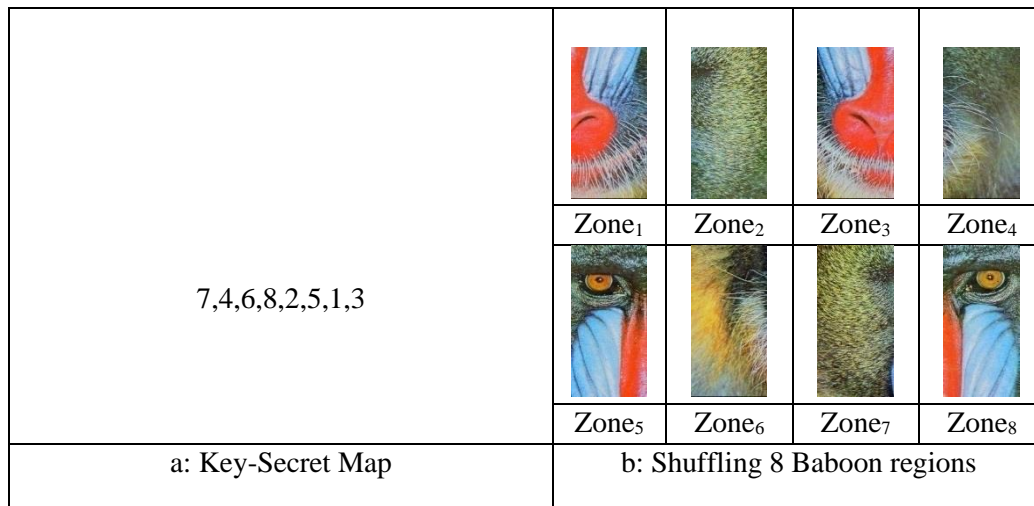 Zone₁ Zone₂ Zone₃ Zone₄
7,4,6,8,2,5,1,3
Zone₅ Zone₆ Zone₇ Zone₈
a: Key-Secret Map b: Shuffling 8 Baboon regions